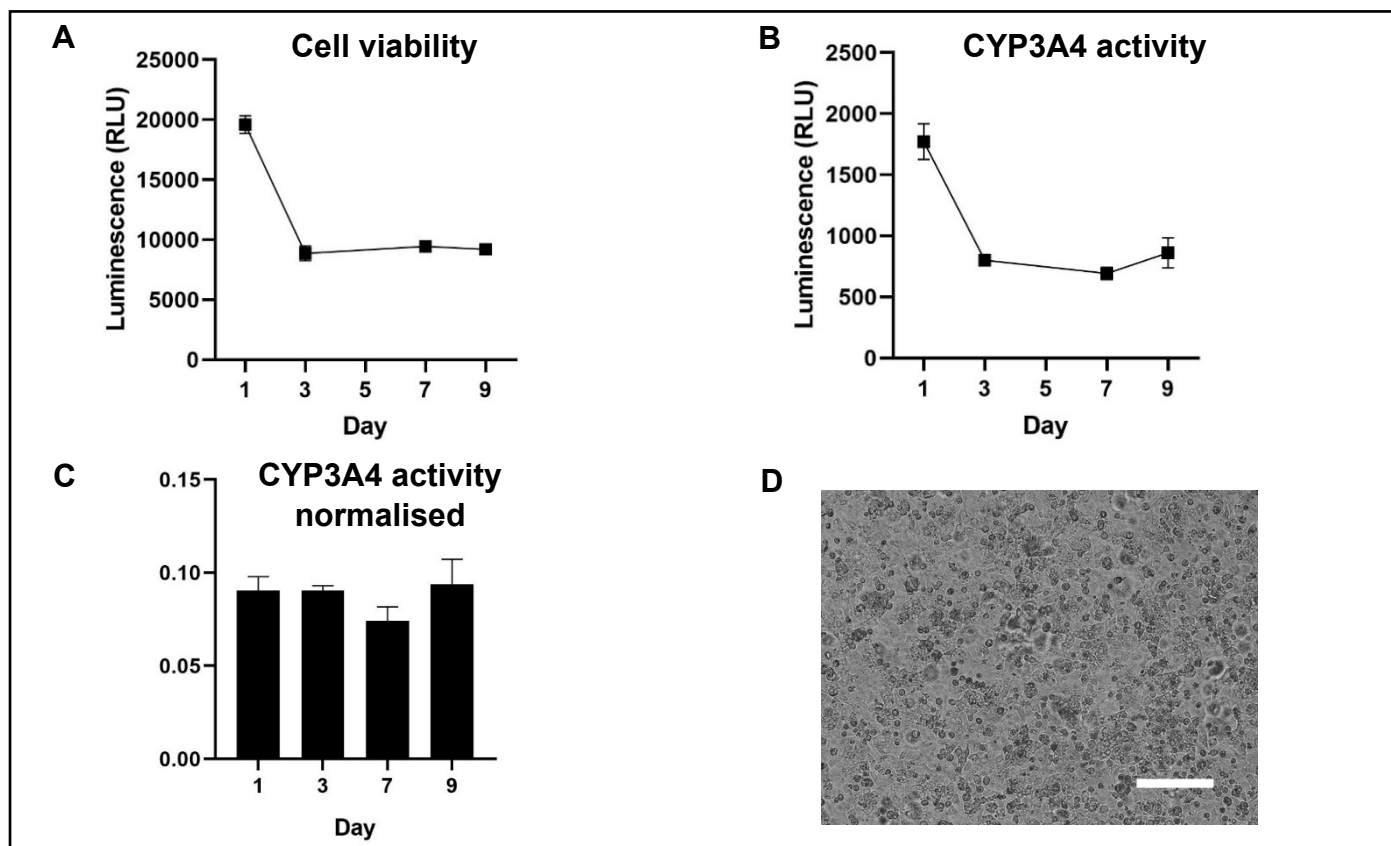 A
Cell viability
25000
20000
15000
10000
5000
0
Luminescence (RLU)
1 3 5 7 9
Day
B
CYP3A4 activity
2500
2000
1500
1000
500
0
Luminescence (RLU)
1 3 5 7 9
Day
C
CYP3A4 activity
normalised
0.15
0.10
0.05
0.00
1 3 7 9
Day
D